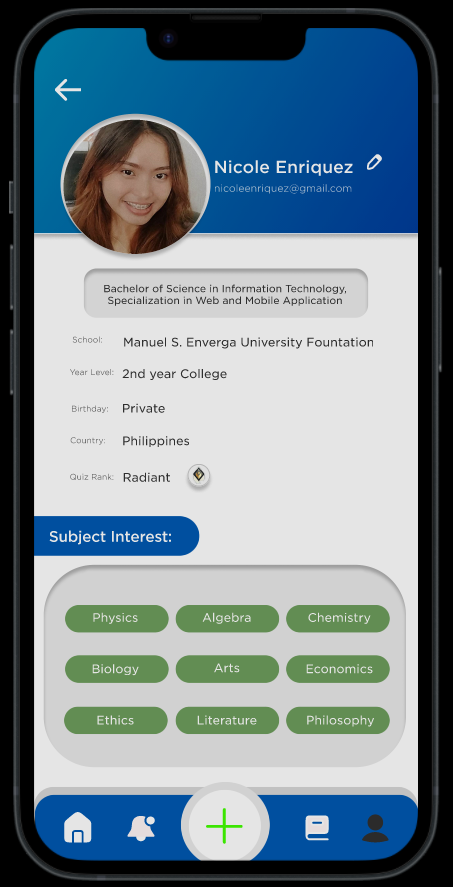 Nicole Enriquez
nicoleenriquez@gmail.com
Bachelor of Science in Information Technology,
Specialization in Web and Mobile Application
School: Manuel S. Enverga University Fountation
Year Level: 2nd year College
Birthday: Private
Country: Philippines
Quiz Rank: Radiant
Subject Interest:
Physics Algebra Chemistry
Biology Arts Economics
Ethics Literature Philosophy